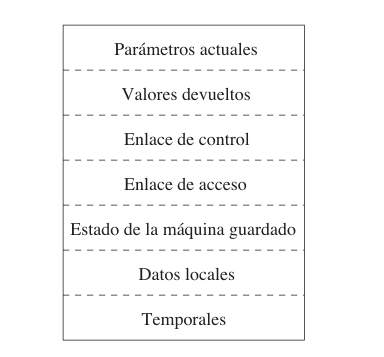 Parámetros actuales
Valores devueltos
Enlace de control
Enlace de acceso
Estado de la máquina guardado
Datos locales
Temporales